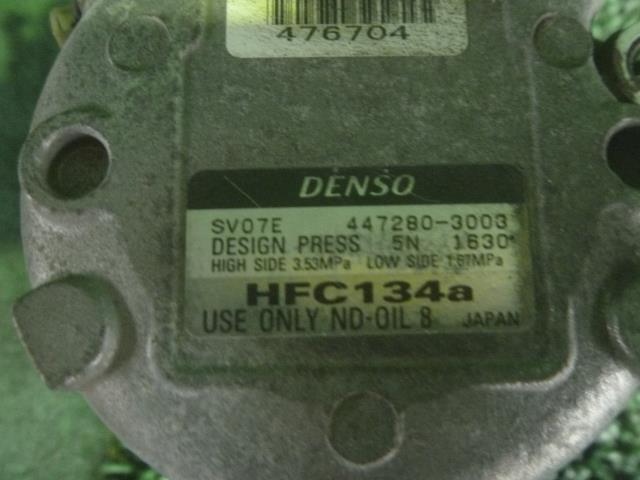 476704
DENSO
SV07E 447280-3003
DESIGN PRESS 5N 1630
HIGH SIDE 3.53MPa LOW SIDE 1.67MPa
HFC134a
USE ONLY ND-OIL 8 JAPAN